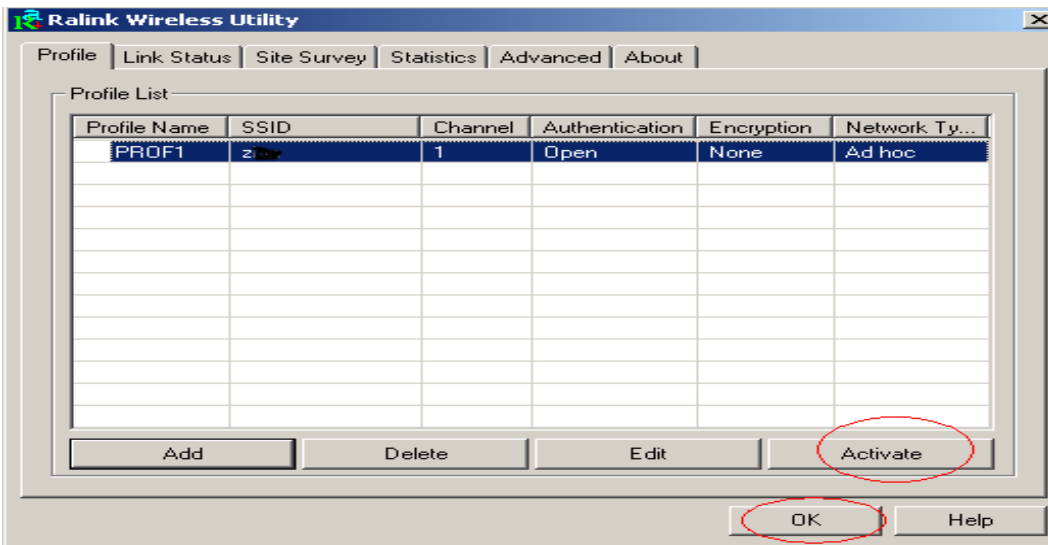 Ralink Wireless Utility
Profile Link Status Site Survey Statistics Advanced About
Profile List
Profile Name SSID Channel Authentication Encryption Network Ty...
PROF1 1 Open None Ad hoc
Add Delete Edit Activate
OK Help